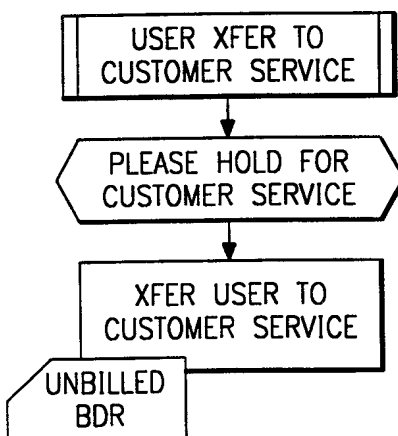 USER XFER TO
CUSTOMER SERVICE
PLEASE HOLD FOR
CUSTOMER SERVICE
XFER USER TO
CUSTOMER SERVICE
UNBILLED
BDR